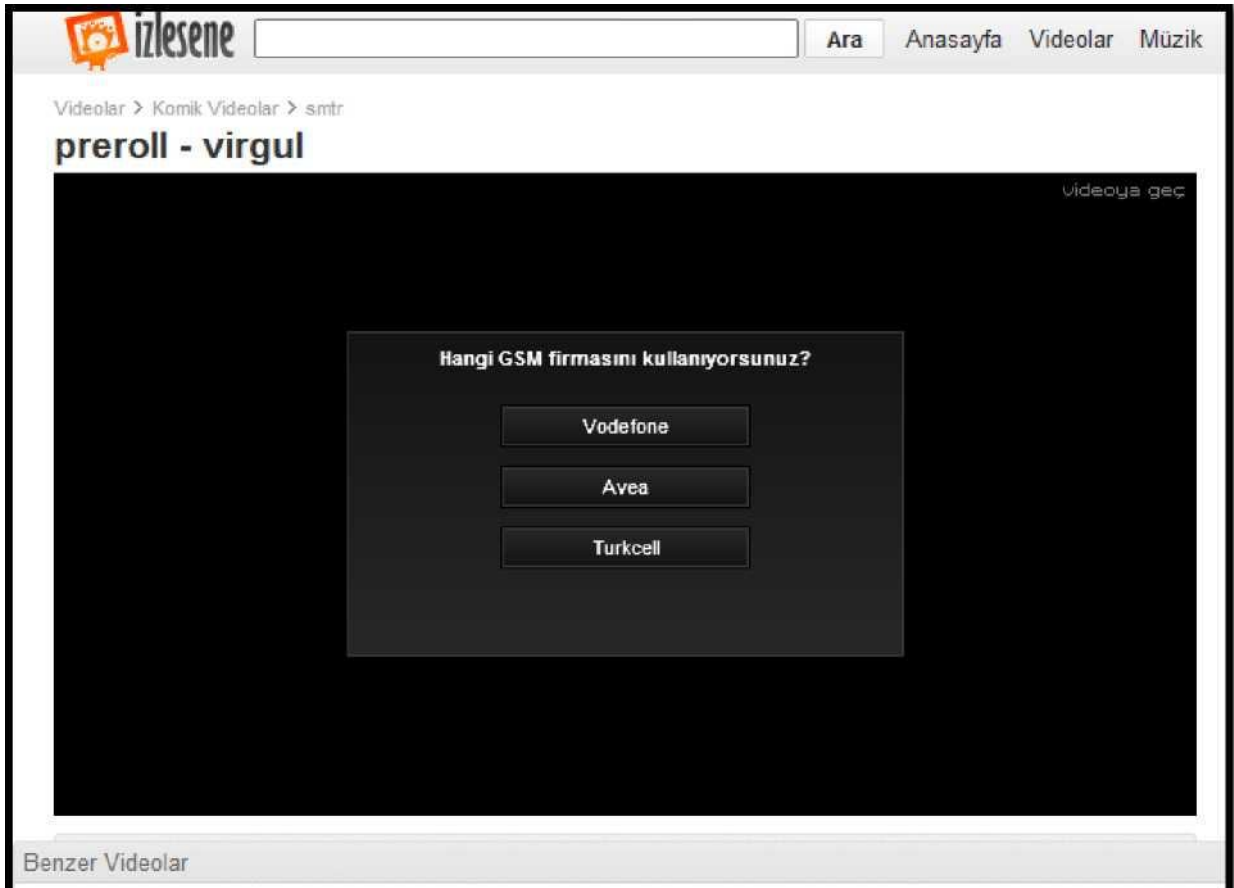 izlesene
Ara Anasayfa Videolar Müzik
Videolar > Komik Videolar > smtr
preroll - virgul
videoya geç
Hangi GSM firmasını kullanıyorsunuz?
Vodefone
Avea
Turkcell
Benzer Videolar